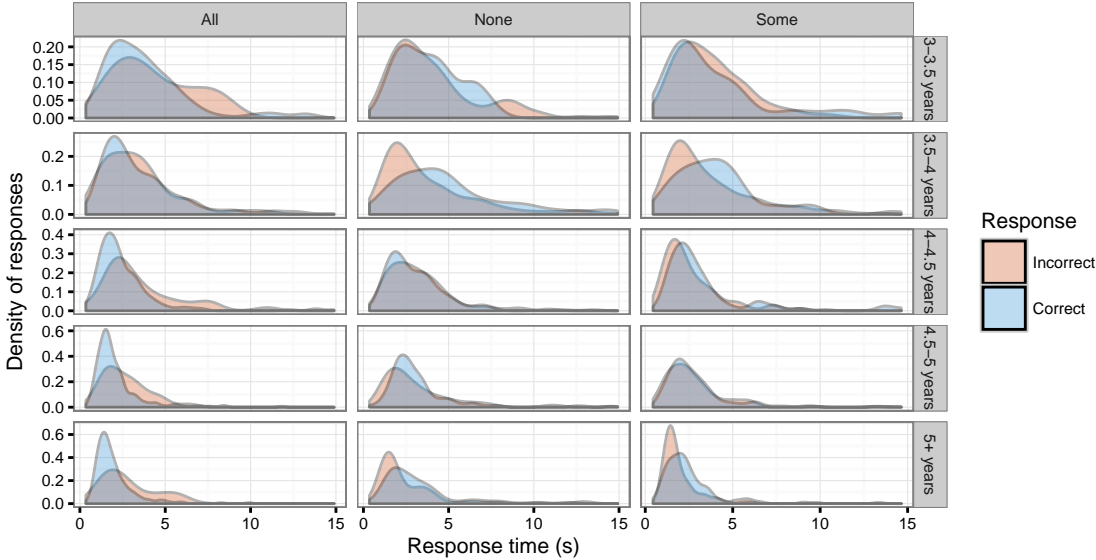 All None Some
0.20
0.15
0.10
0.05
0.00
3−3.5 years
0.2
0.1
0.0
3.5−4 years
0.4
0.3
0.2
0.1
0.0
4−4.5 years
0.6
0.4
0.2
0.0
4.5−5 years
0.6
0.4
0.2
0.0
5+ years
0 5 10 15 0 5 10 15 0 5 10 15
Response time (s)
Density of responses
Response
Incorrect
Correct